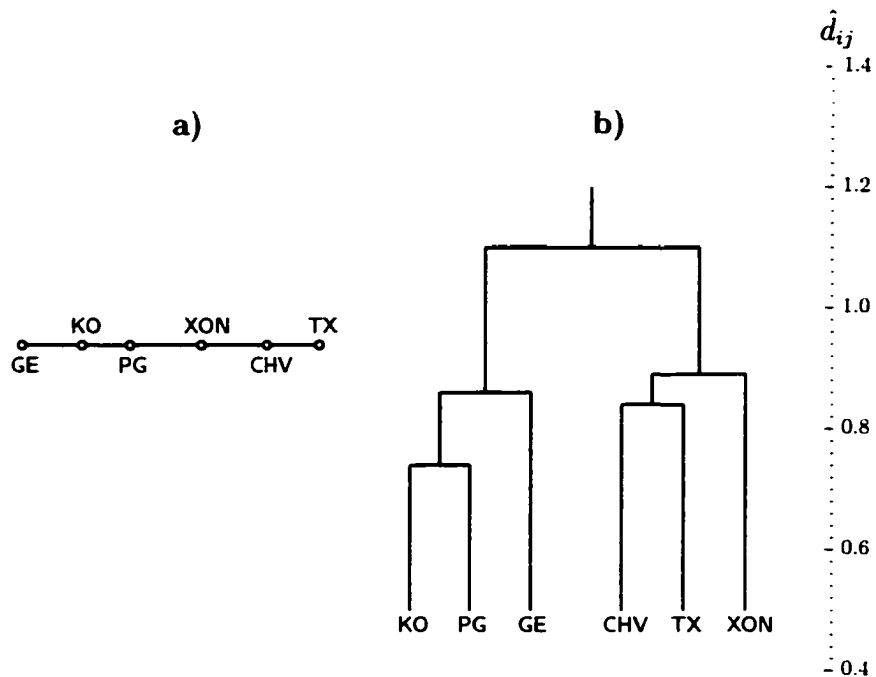 d̂ij
1.4
a)
b)
1.2
1.0
KO XON TX
GE PG CHV
0.8
0.6
KO PG GE CHV TX XON
0.4